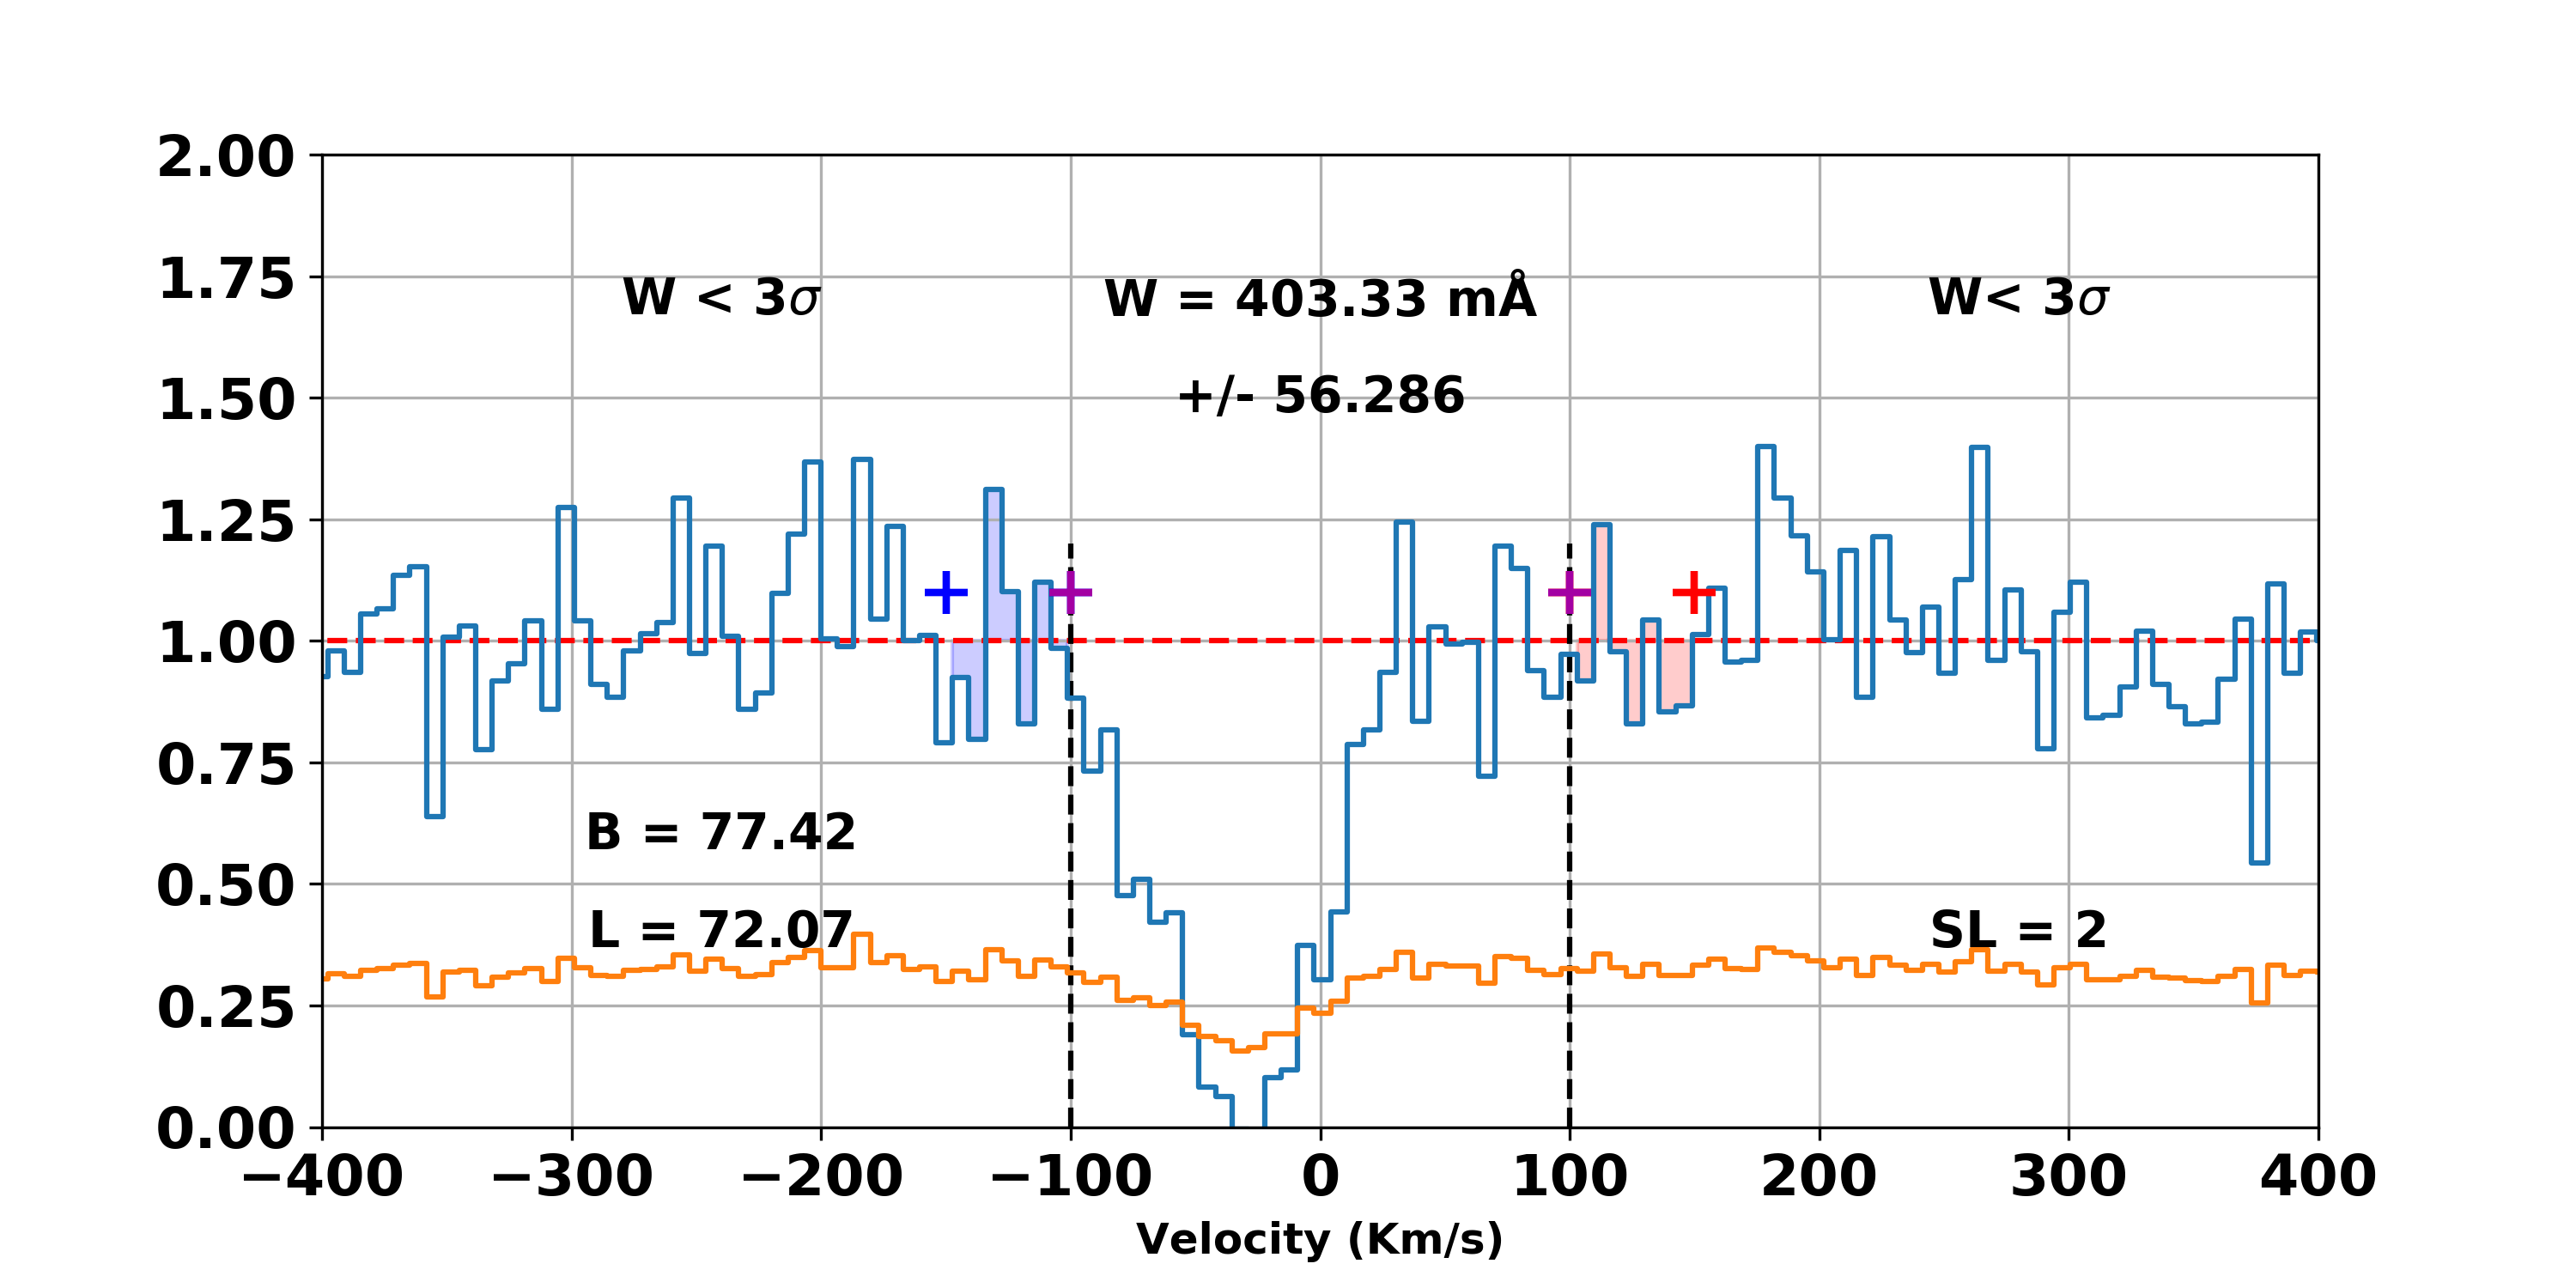 2.00
1.75
1.50
1.25
1.00
0.75
0.50
0.25
0.00
W < 3σ
W = 403.33 mÅ
W< 3σ
+/- 56.286
B = 77.42
L = 72.07
SL = 2
−400 −300 −200 −100 0 100 200 300 400
Velocity (Km/s)